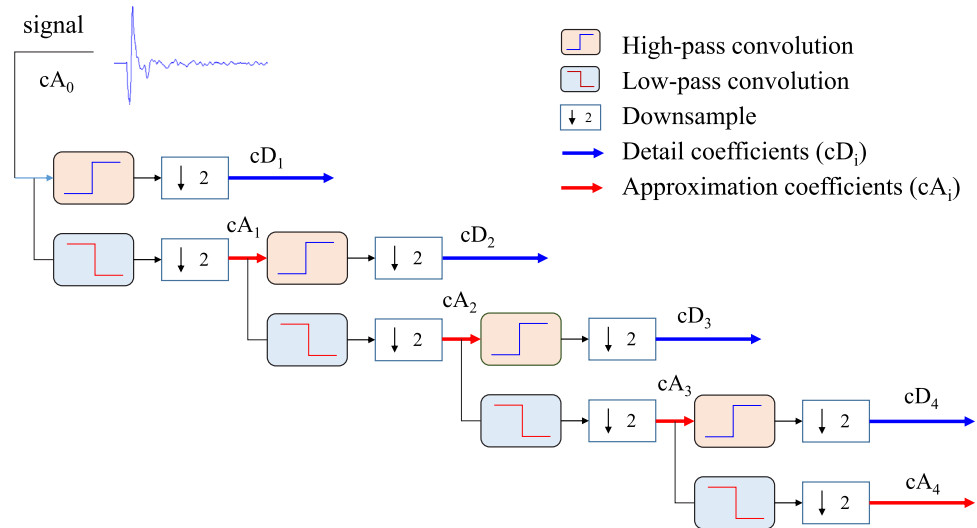 signal
cA₀
High-pass convolution
Low-pass convolution
↓ 2
Downsample
Detail coefficients (cDᵢ)
Approximation coefficients (cAᵢ)
↓ 2
cD₁
↓ 2
cA₁
↓ 2
cD₂
↓ 2
cA₂
↓ 2
cD₃
↓ 2
cA₃
↓ 2
cD₄
↓ 2
cA₄